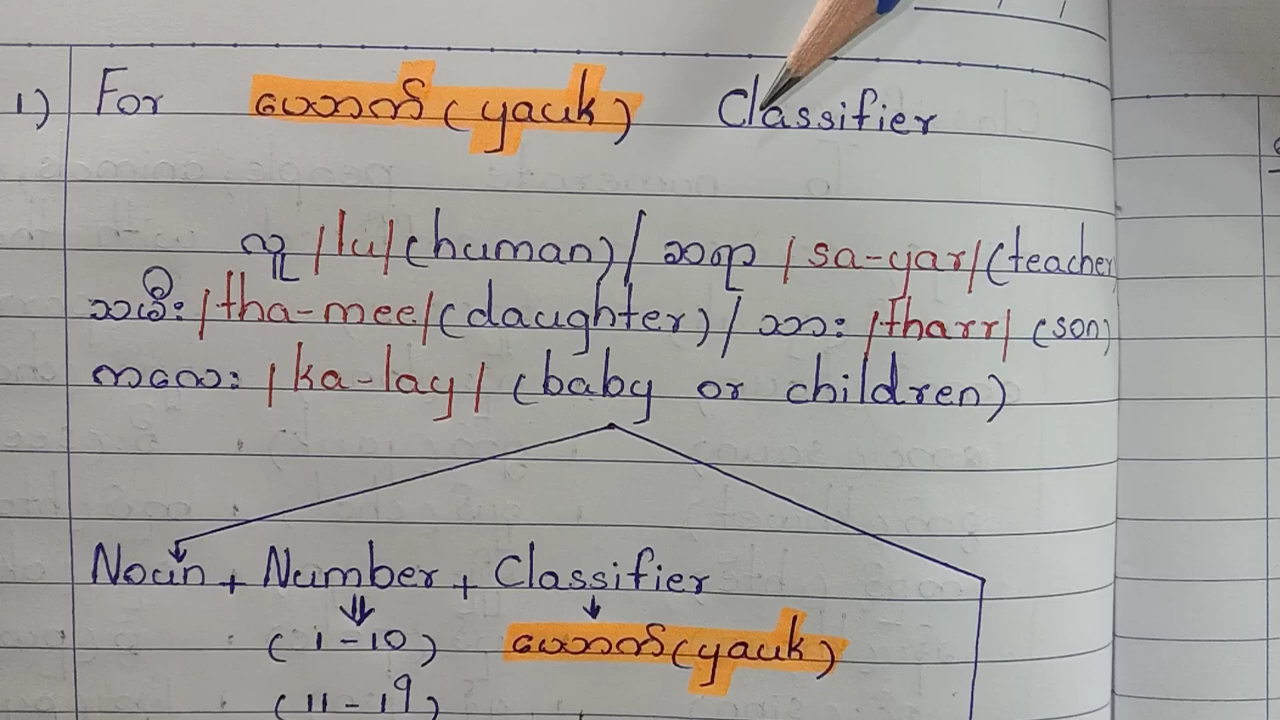 1) For ယောက် (yauk) Classifier
လူ /lu/(human)/ ဆရာ /sa-yar/(teacher
သမီး /tha-mee/(daughter)/ သား /tharr/ (son)
ကလေး /ka-lay/ (baby or children)
Noun + Number + Classifier
(1-10) ယောက် (yauk)
(11-19)